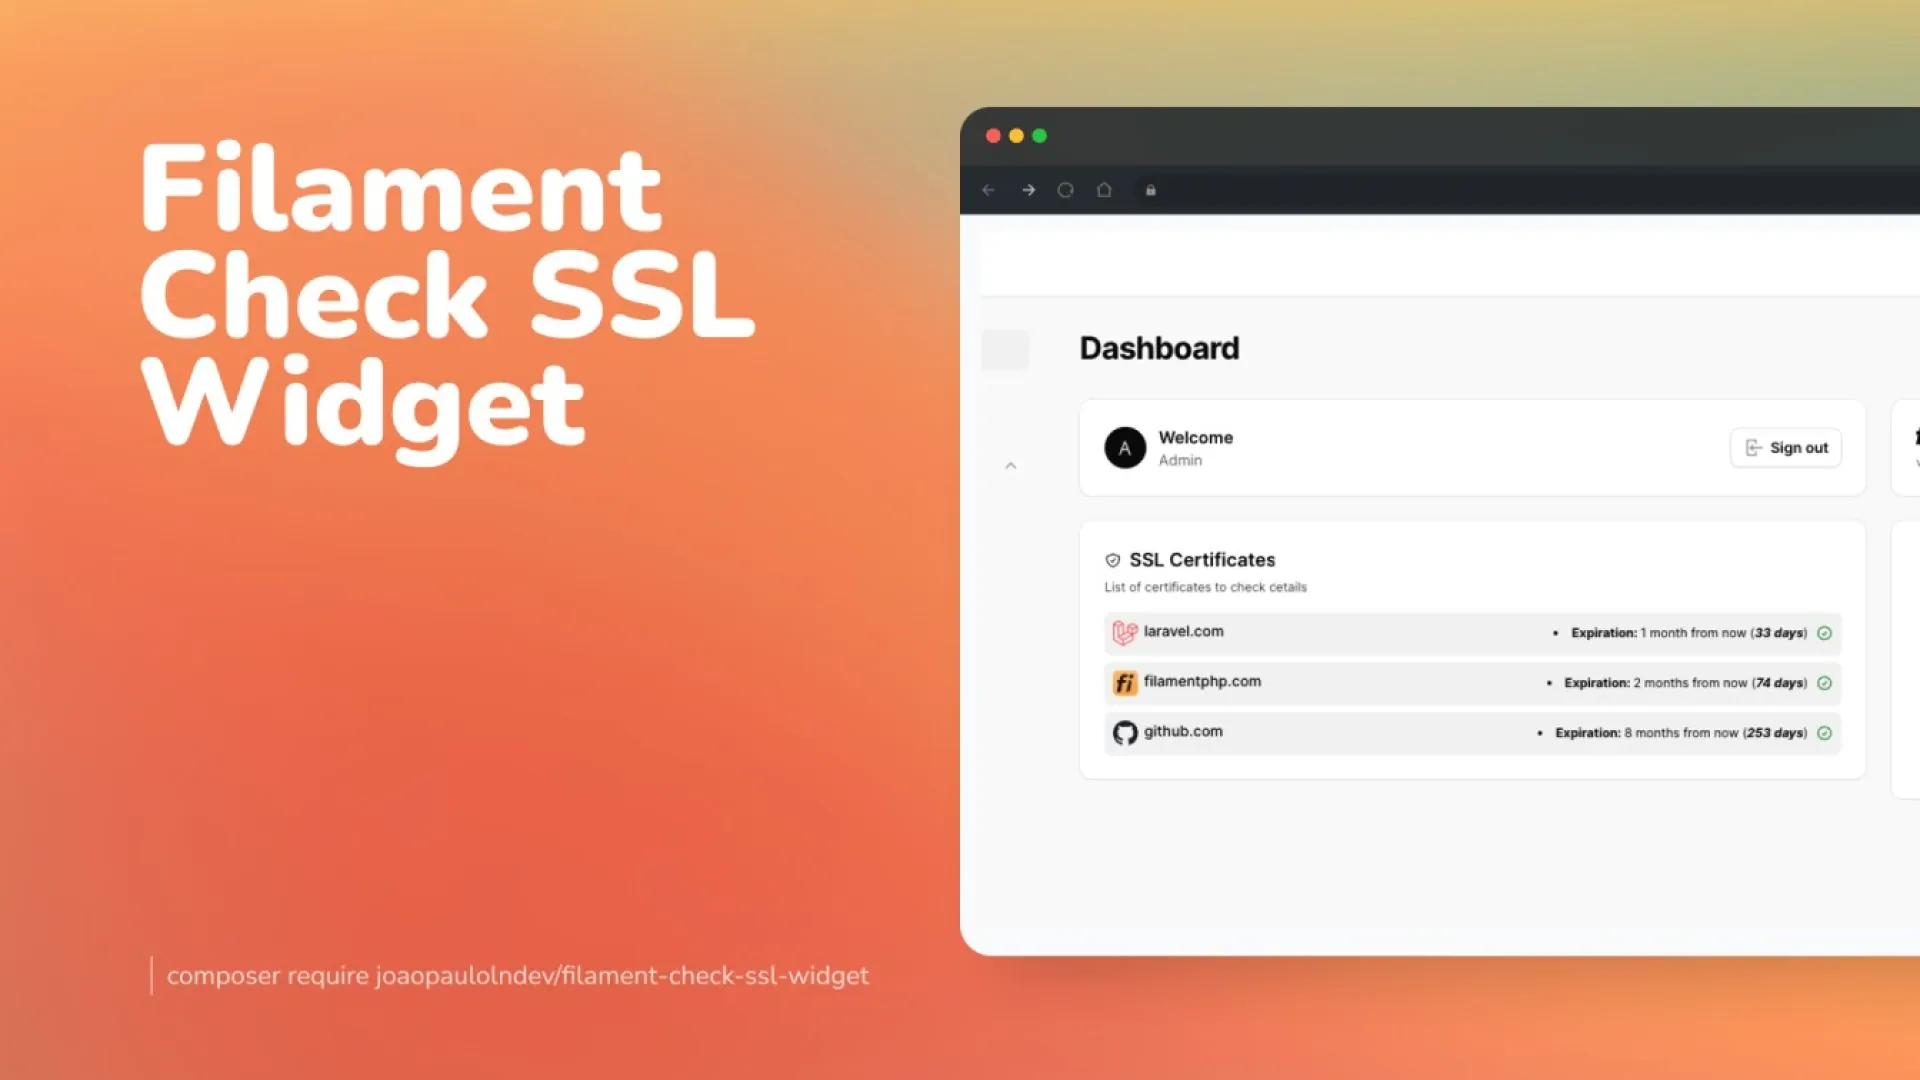 Filament
Check SSL
Widget
composer require joaopaulolndev/filament-check-ssl-widget
Dashboard
A
Welcome
Admin
Sign out
SSL Certificates
List of certificates to check details
laravel.com
• Expiration: 1 month from now (33 days)
fi filamentphp.com
• Expiration: 2 months from now (74 days)
github.com
• Expiration: 8 months from now (253 days)